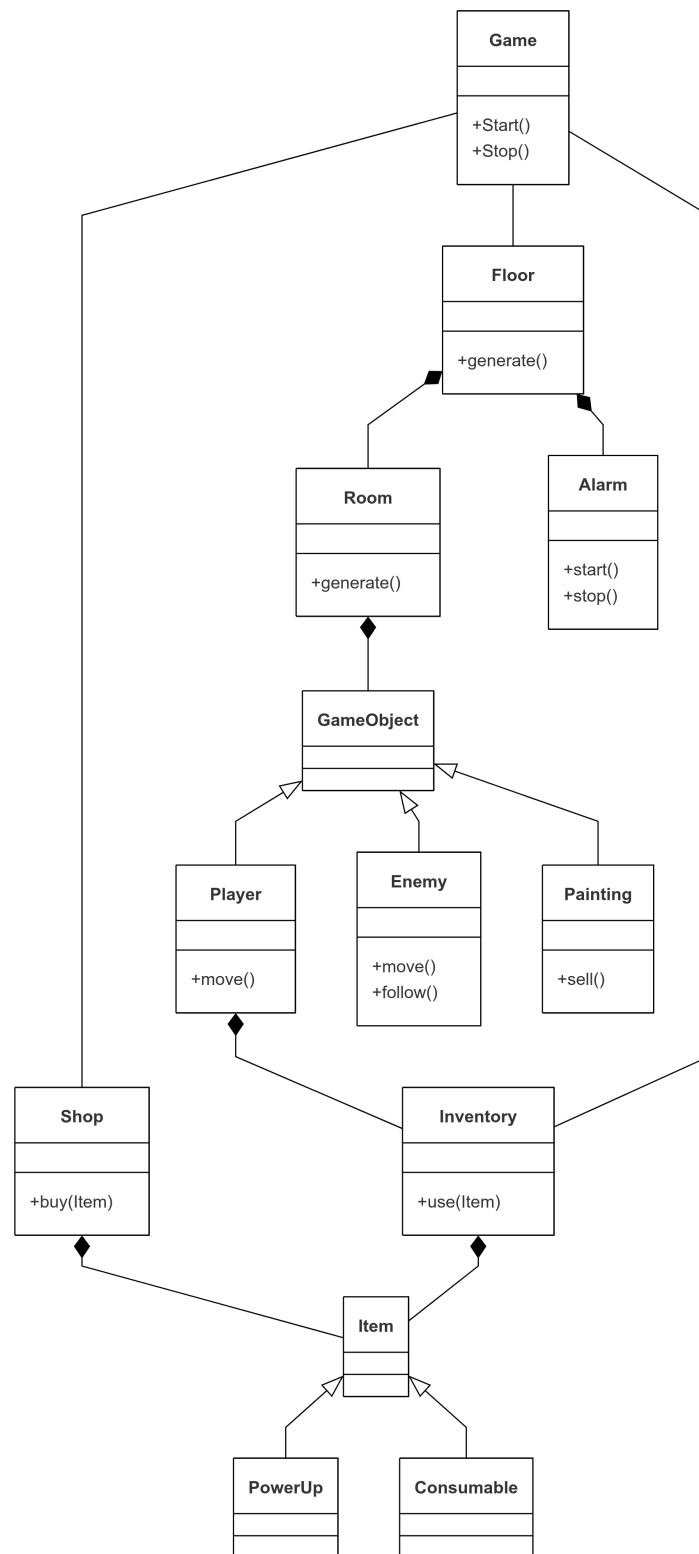 Game
+Start()
+Stop()
Floor
+generate()
Room
+generate()
Alarm
+start()
+stop()
GameObject
Player
+move()
Enemy
+move()
+follow()
Painting
+sell()
Shop
+buy(Item)
Inventory
+use(Item)
Item
PowerUp
Consumable